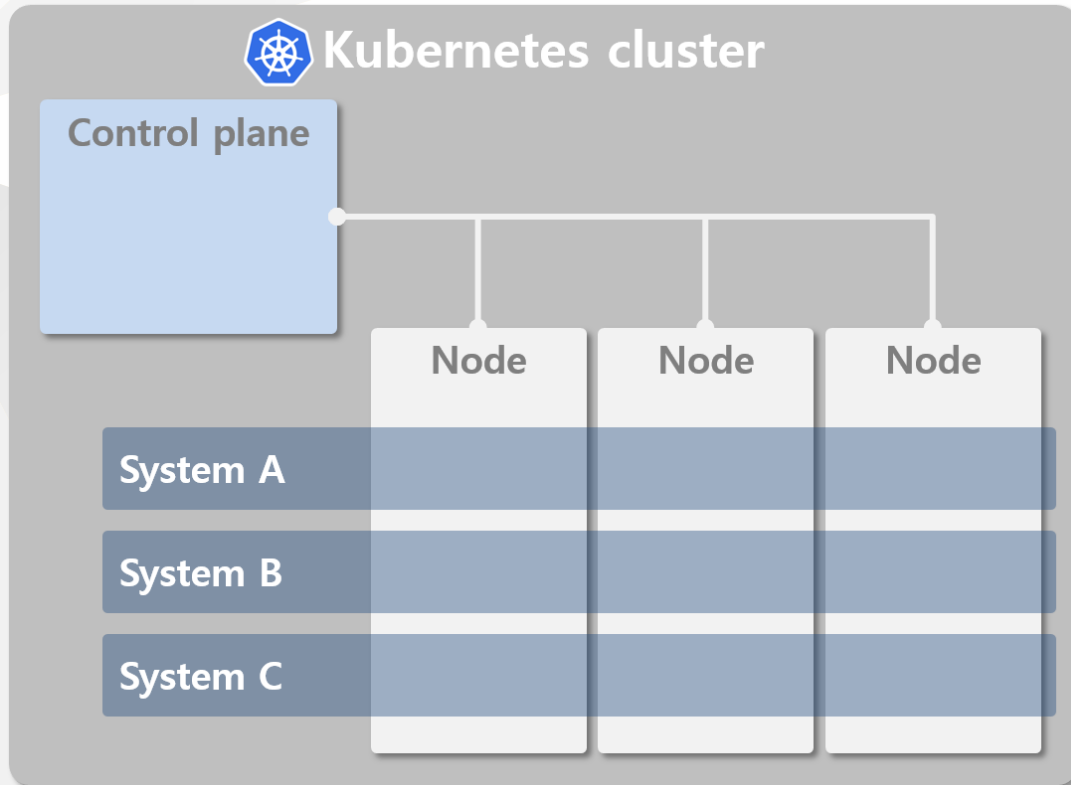 Kubernetes cluster
Control plane
Node
Node
Node
System A
System B
System C